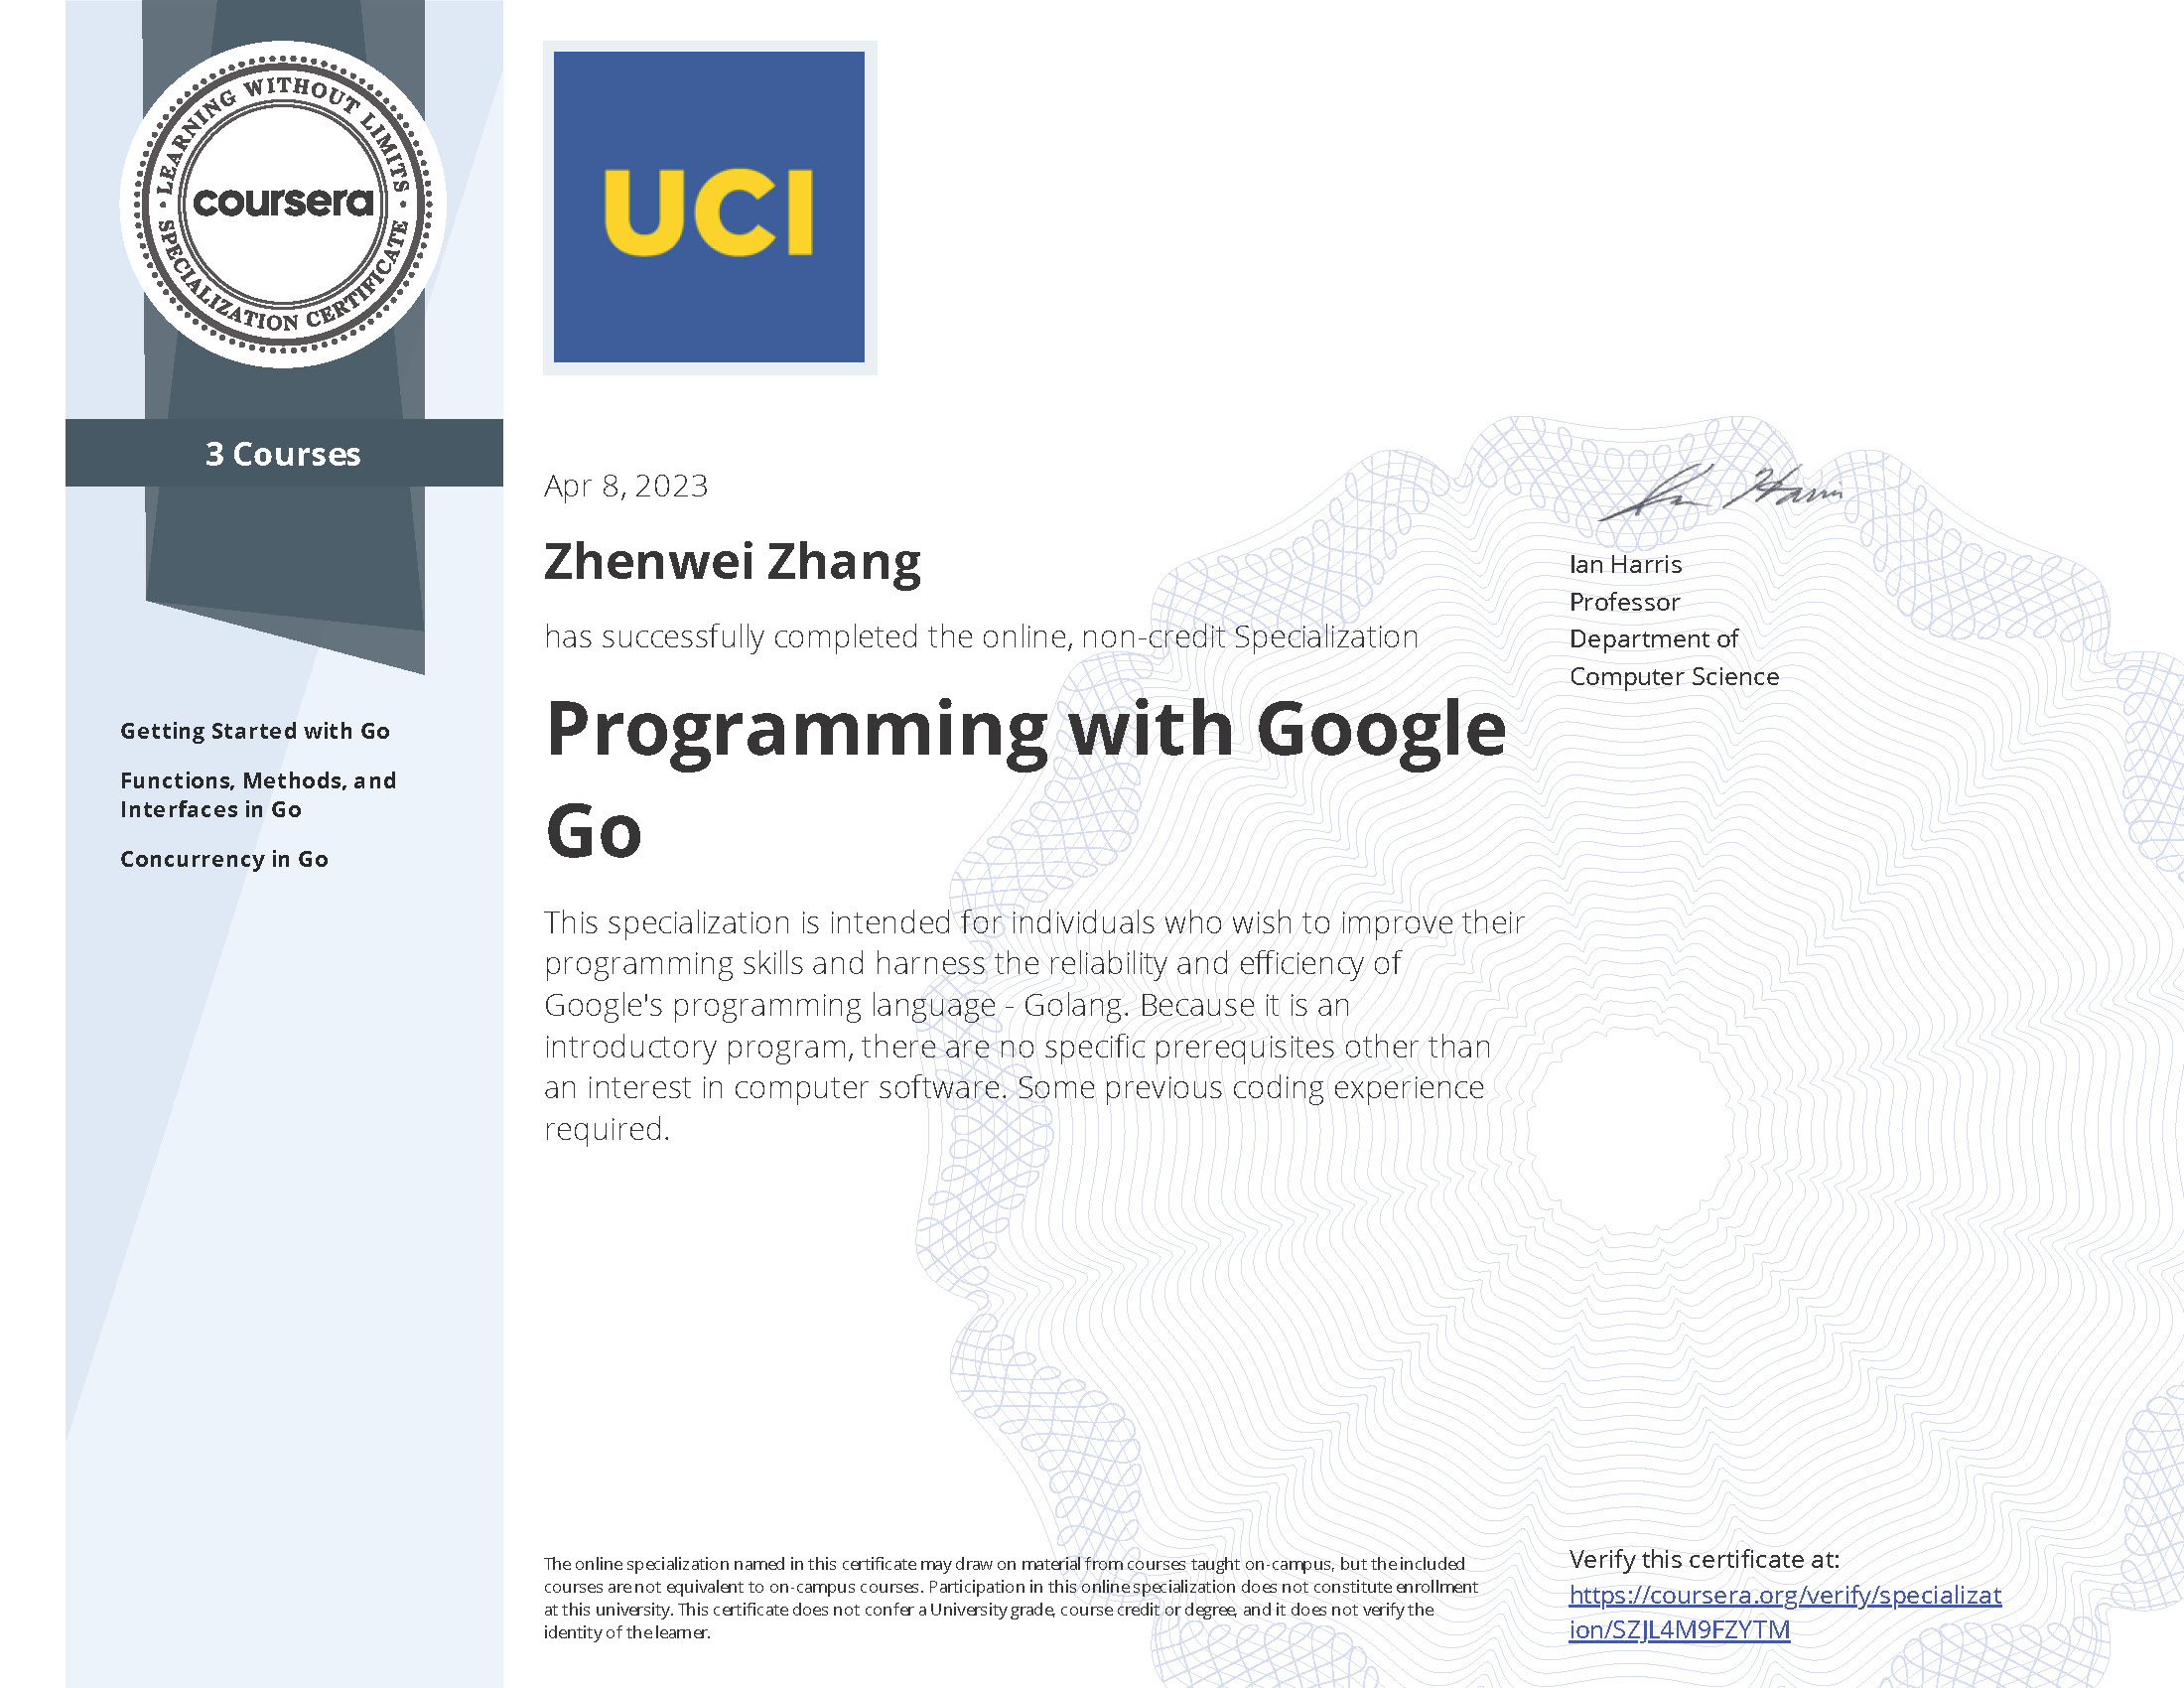 LEARNING WITHOUT LIMITS
coursera
SPECIALIZATION CERTIFICATE
3 Courses
Getting Started with Go
Functions, Methods, and
Interfaces in Go
Concurrency in Go
UCI
Apr 8, 2023
Zhenwei Zhang
has successfully completed the online, non-credit Specialization
Programming with Google
Go
This specialization is intended for individuals who wish to improve their
programming skills and harness the reliability and efficiency of
Google's programming language - Golang. Because it is an
introductory program, there are no specific prerequisites other than
an interest in computer software. Some previous coding experience
required.
Ian Harris
Ian Harris
Professor
Department of
Computer Science
The online specialization named in this certificate may draw on material from courses taught on-campus, but the included
courses are not equivalent to on-campus courses. Participation in this online specialization does not constitute enrollment
at this university. This certificate does not confer a University grade, course credit or degree, and it does not verify the
identity of the learner.
Verify this certificate at:
https://coursera.org/verify/specializat
ion/SZJL4M9FZYTM